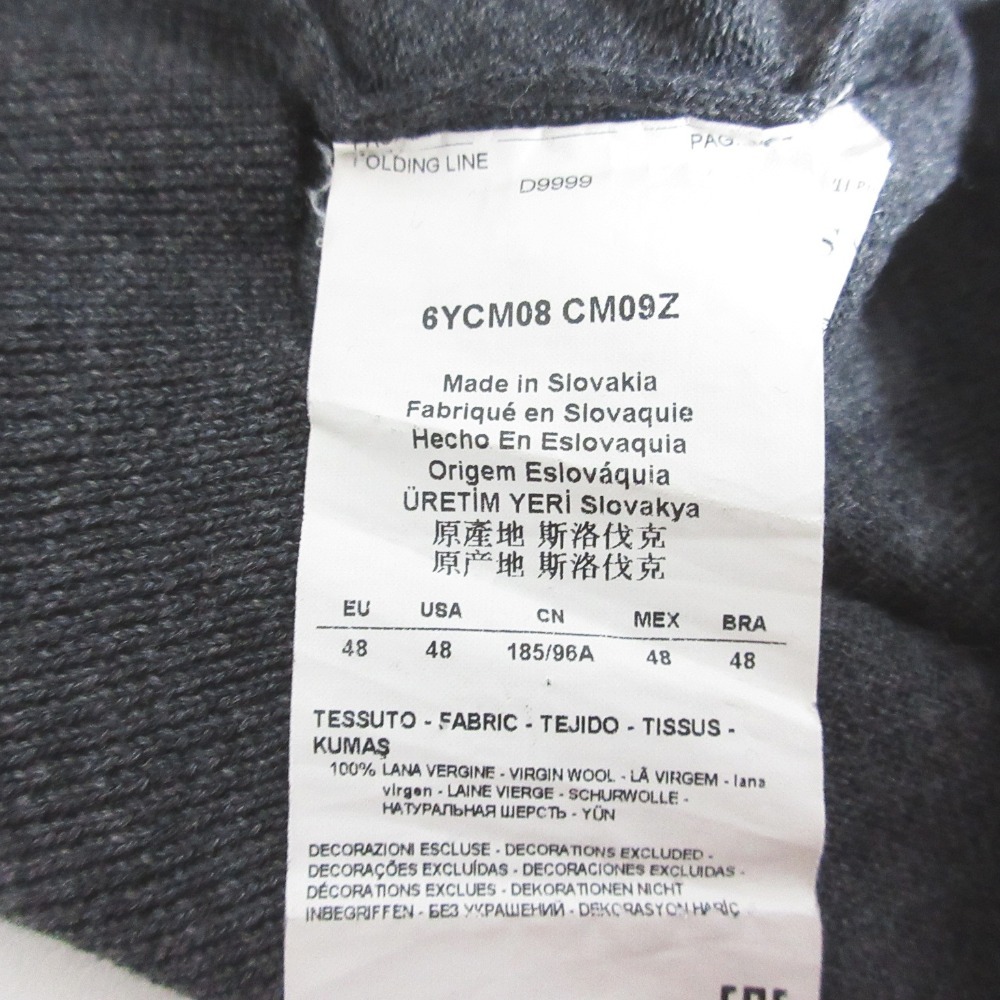 FOLDING LINE
PAG.
D9999
6YCM08 CM09Z
Made in Slovakia
Fabriqué en Slovaquie
Hecho En Eslovaquia
Origem Eslováquia
ÜRETİM YERİ Slovakya
原產地 斯洛伐克
原产地 斯洛伐克
EU USA CN MEX BRA
48 48 185/96A 48 48
TESSUTO - FABRIC - TEJIDO - TISSUS -
KUMAŞ
100% LANA VERGINE - VIRGIN WOOL - LÃ VIRGEM - lana
virgen - LAINE VIERGE - SCHURWOLLE -
НАТУРАЛЬНАЯ ШЕРСТЬ - YÜN
DECORAZIONI ESCLUSE - DECORATIONS EXCLUDED -
DECORAÇÕES EXCLUÍDAS - DECORACIONES EXCLUIDAS -
DÉCORATIONS EXCLUES - DEKORATIONEN NICHT
INBEGRIFFEN - БЕЗ УКРАШЕНИЙ - DEKORASYON HARİÇ